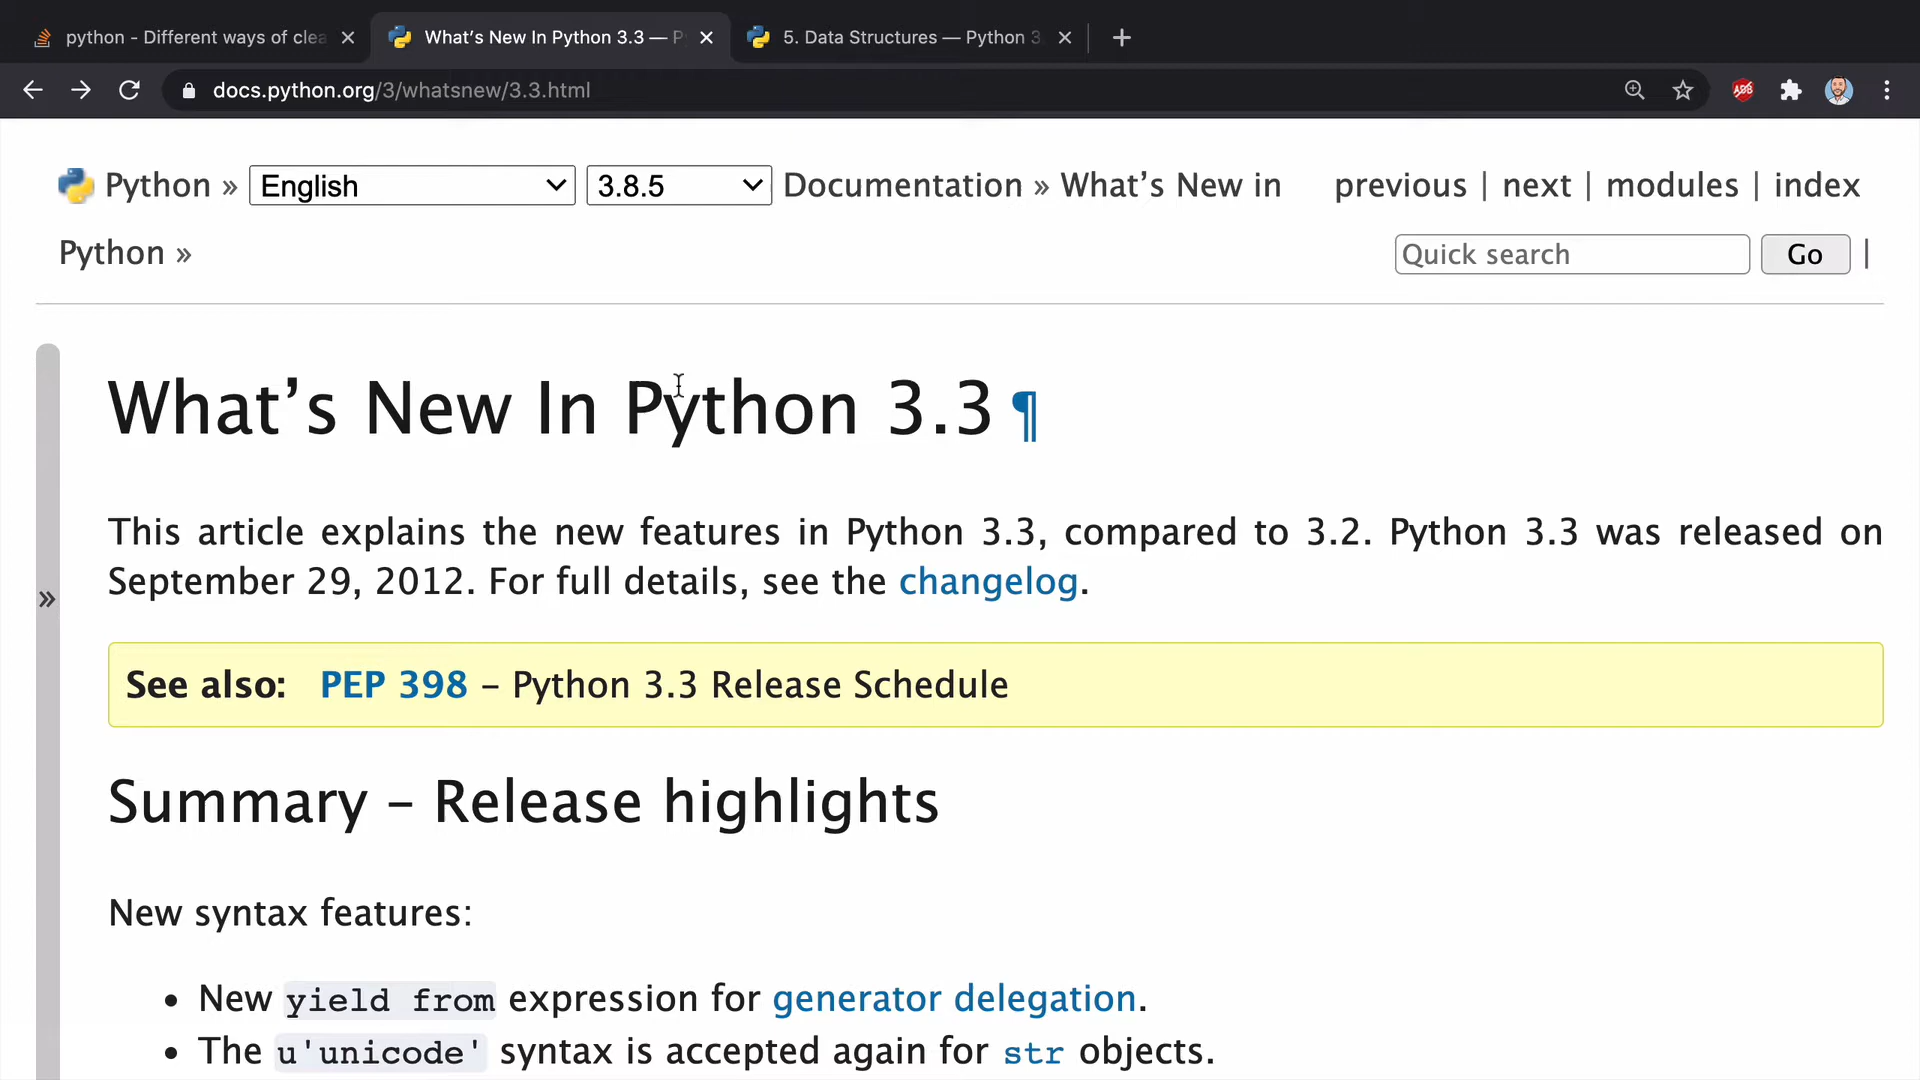 python - Different ways of clea
What's New In Python 3.3 — P
5. Data Structures — Python 3
docs.python.org/3/whatsnew/3.3.html
Python » English 3.8.5 Documentation » What's New in
Python »
previous | next | modules | index
Quick search Go |
What's New In Python 3.3 ¶
This article explains the new features in Python 3.3, compared to 3.2. Python 3.3 was released on
September 29, 2012. For full details, see the changelog.
See also: PEP 398 – Python 3.3 Release Schedule
Summary – Release highlights
New syntax features:
• New yield from expression for generator delegation.
• The u'unicode' syntax is accepted again for str objects.
»